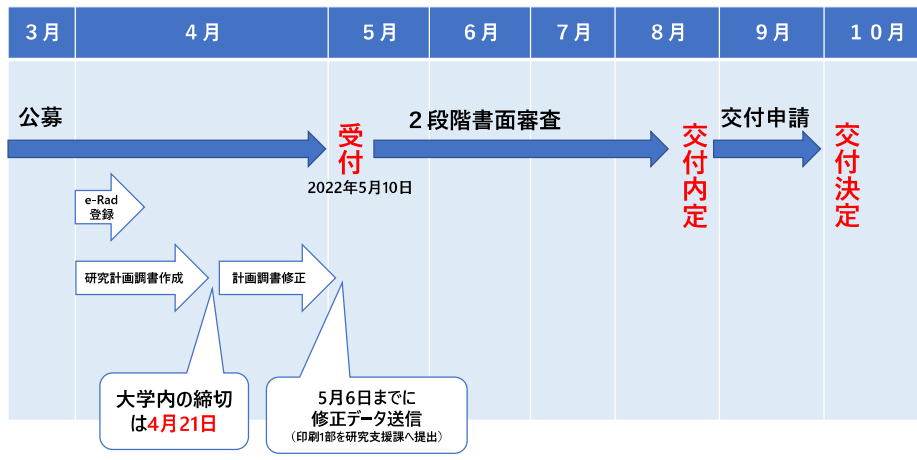 3月
4月
5月
6月
7月
8月
9月
10月
公募
受付
2022年5月10日
2段階書面審査
交付内定
交付申請
交付決定
e-Rad
登録
研究計画調書作成
計画調書修正
大学内の締切
は4月21日
5月6日までに
修正データ送信
(印刷1部を研究支援課へ提出)